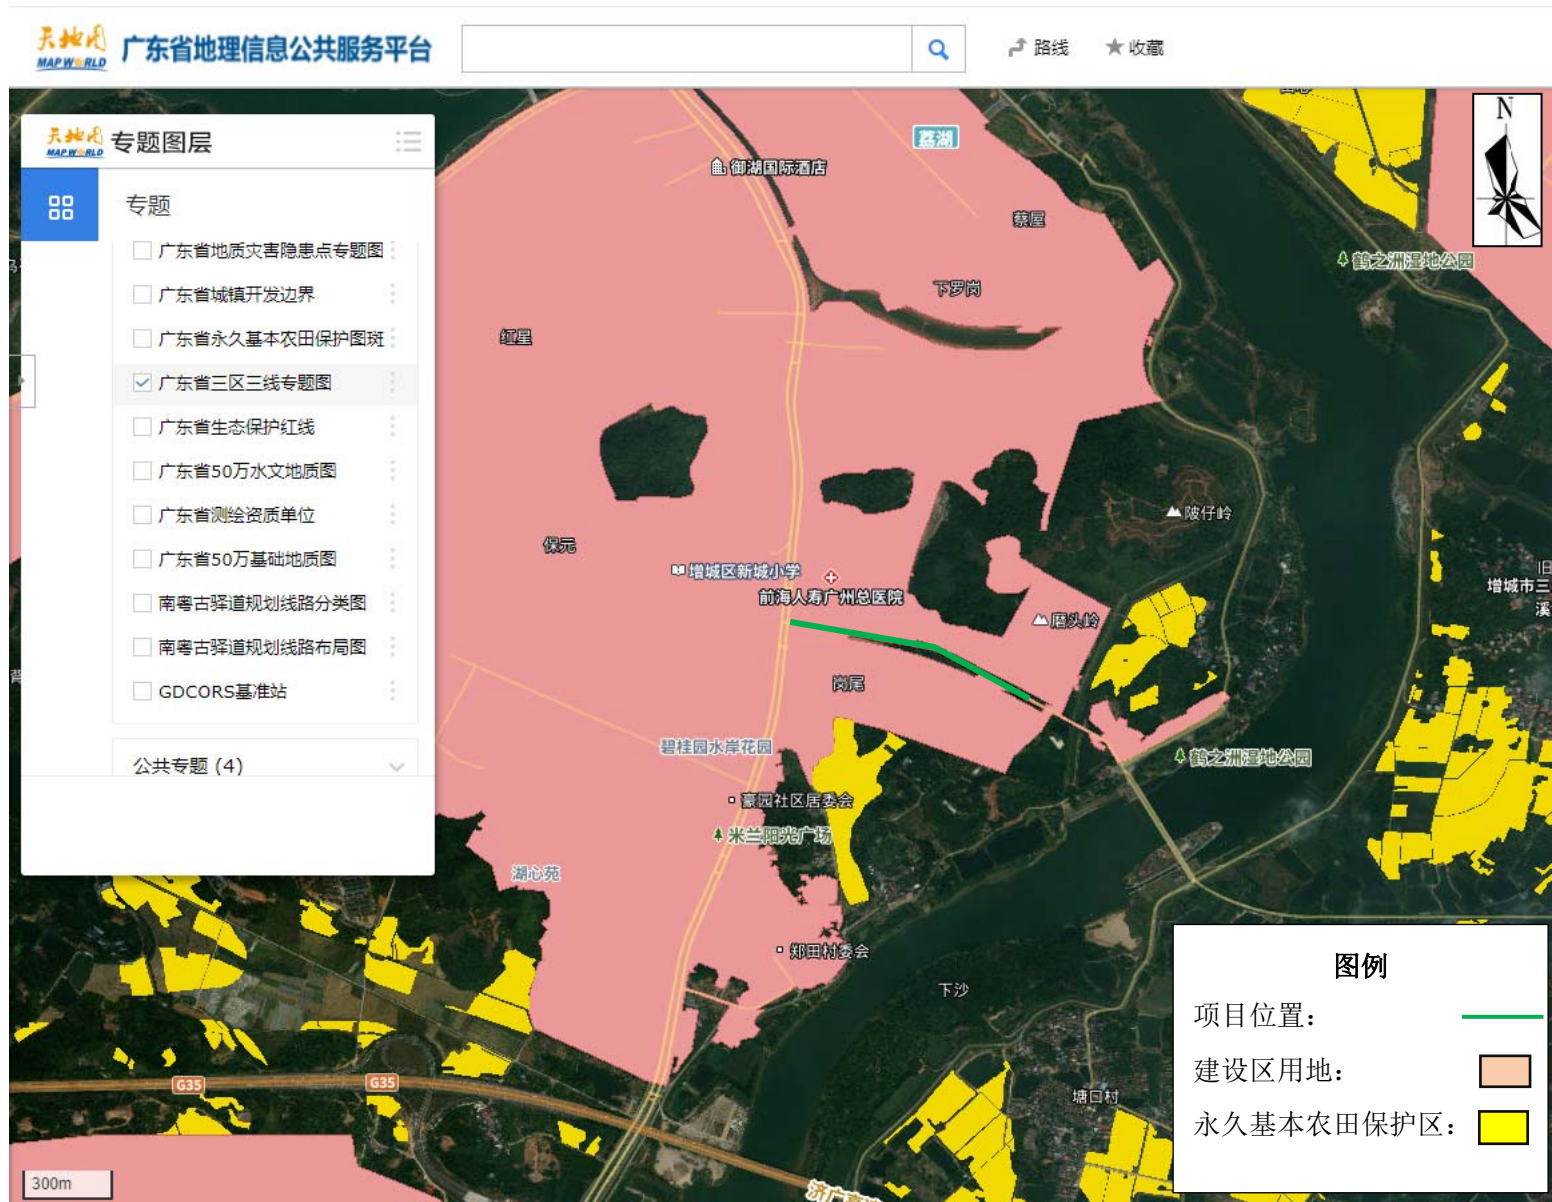 天地图
MAP WORLD
广东省地理信息公共服务平台
路线
收藏
天地图
MAP WORLD
专题图层
专题
广东省地质灾害隐患点专题图
广东省城镇开发边界
广东省永久基本农田保护图斑
广东省三区三线专题图
广东省生态保护红线
广东省50万水文地质图
广东省测绘资质单位
广东省50万基础地质图
南粤古驿道规划线路分类图
南粤古驿道规划线路布局图
GDCORS基准站
公共专题 (4)
N
荔湖
御湖国际酒店
蔡屋
鹤之洲湿地公园
下罗岗
红星
陂仔岭
保元
增城区新城小学
前海人寿广州总医院
磨头岭
旧
增城市三
溪
岗尾
碧桂园水岸花园
鹤之洲湿地公园
豪园社区居委会
米兰阳光广场
湖心苑
郑田村委会
下沙
G35
G35
塘口村
300m
图例
项目位置：
建设区用地：
永久基本农田保护区：